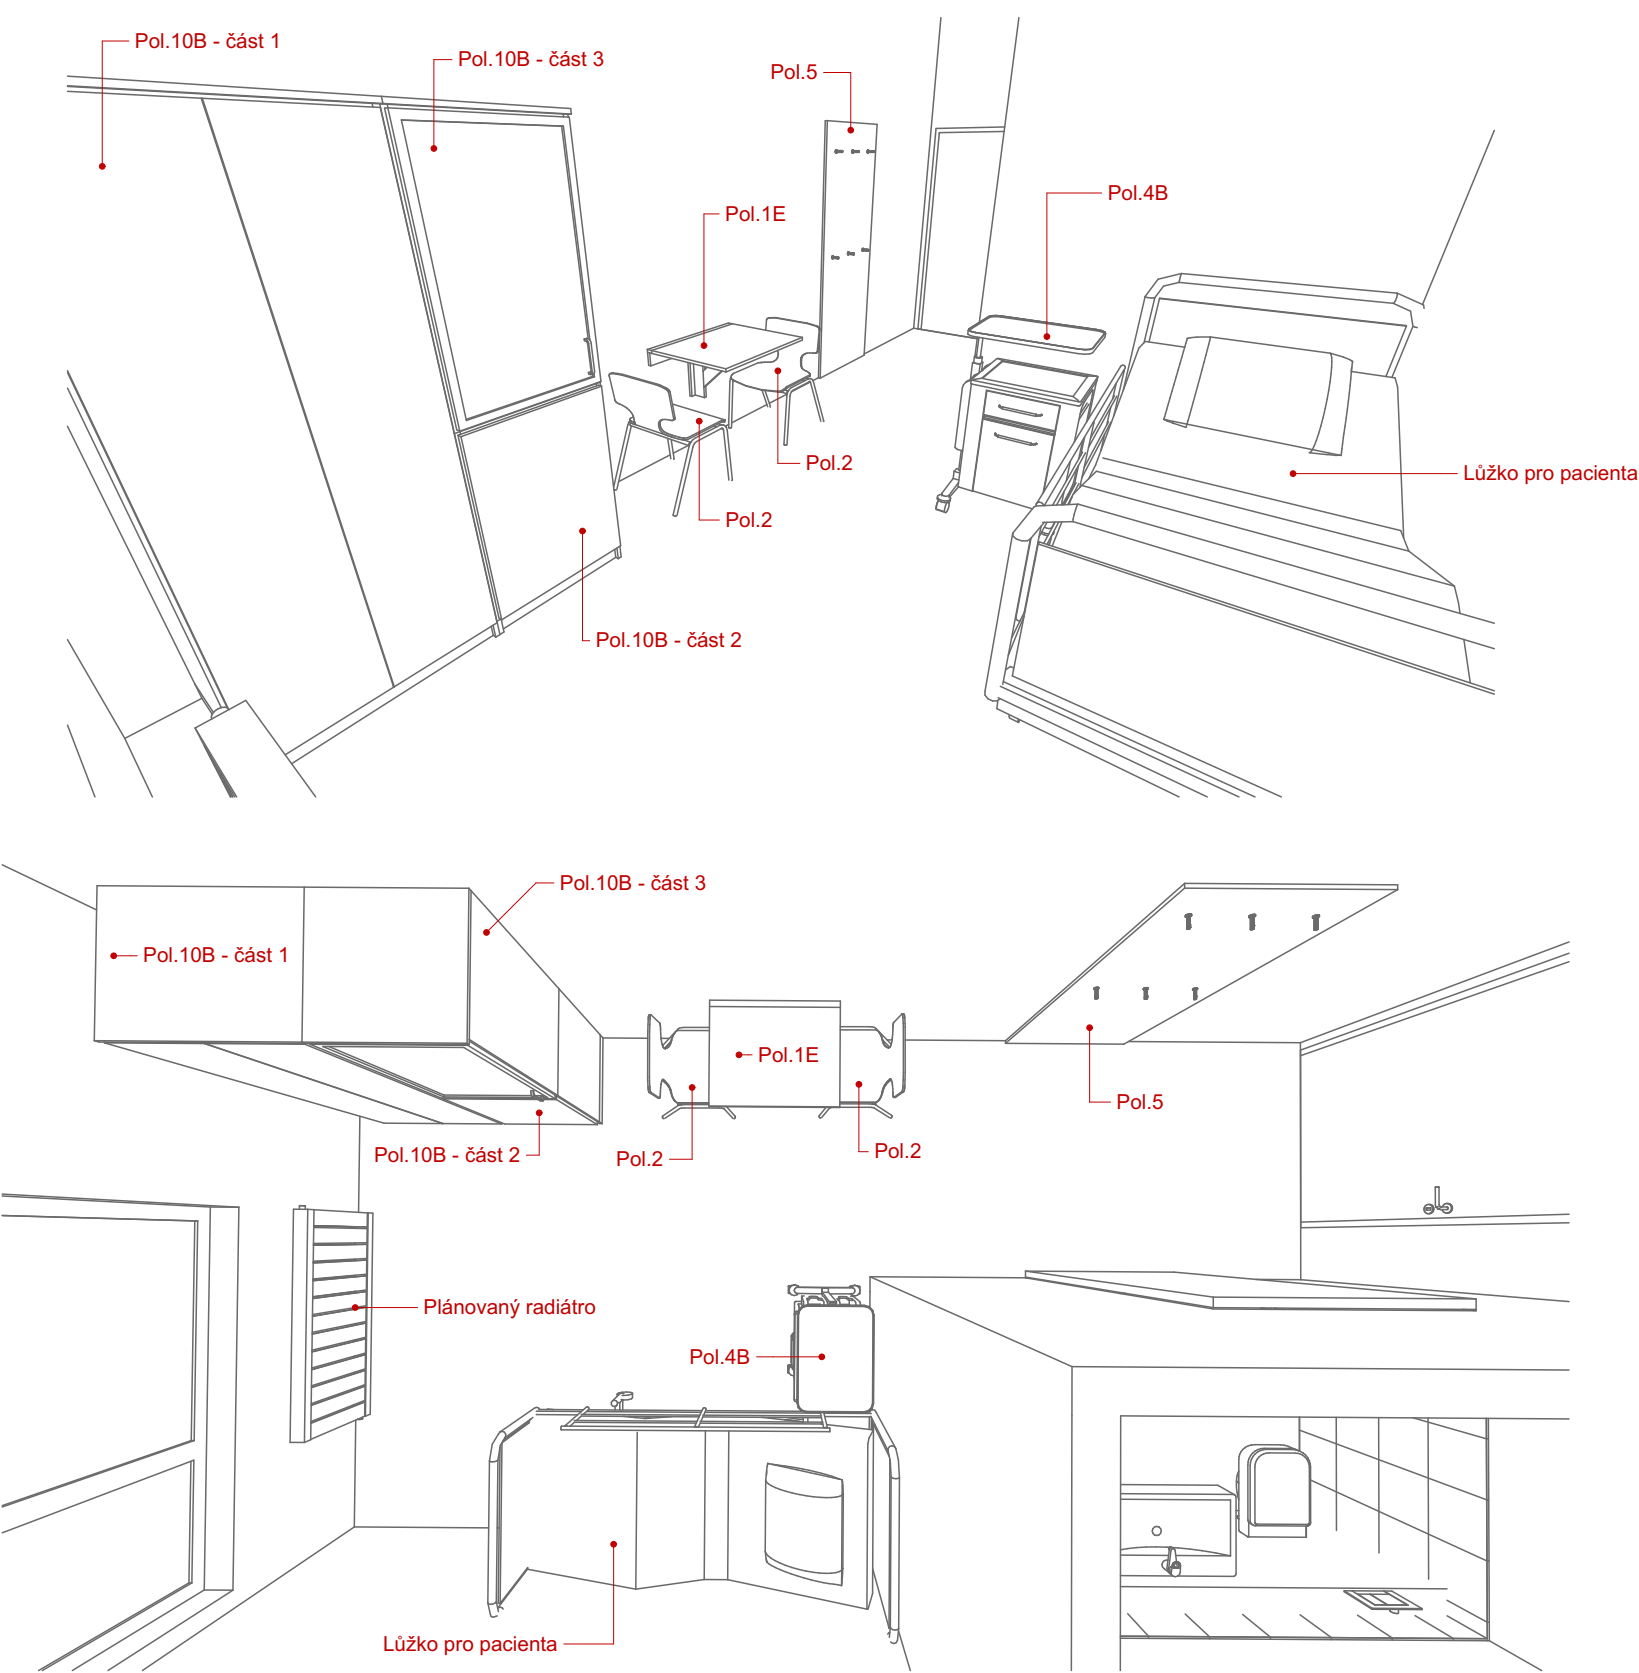 Pol.10B - část 1
Pol.10B - část 3
Pol.5
Pol.4B
Pol.1E
Pol.2
Lůžko pro pacienta
Pol.2
Pol.10B - část 2
Pol.10B - část 3
Pol.10B - část 1
Pol.1E
Pol.5
Pol.10B - část 2
Pol.2
Pol.2
Plánovaný radiátro
Pol.4B
Lůžko pro pacienta